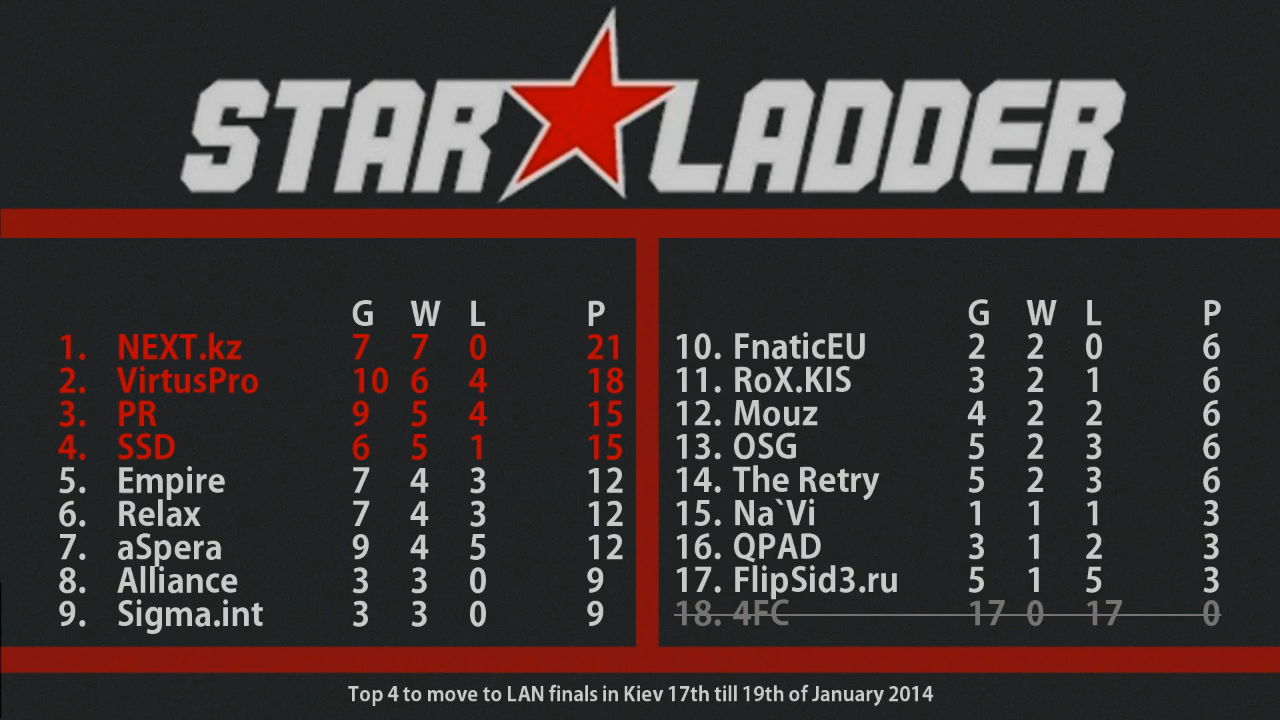 STAR LADDER
G W L P
1. NEXT.kz 7 7 0 21
2. VirtusPro 10 6 4 18
3. PR 9 5 4 15
4. SSD 6 5 1 15
5. Empire 7 4 3 12
6. Relax 7 4 3 12
7. aSpera 9 4 5 12
8. Alliance 3 3 0 9
9. Sigma.int 3 3 0 9
G W L P
10. FnaticEU 2 2 0 6
11. RoX.KIS 3 2 1 6
12. Mouz 4 2 2 6
13. OSG 5 2 3 6
14. The Retry 5 2 3 6
15. Na`Vi 1 1 1 3
16. QPAD 3 1 2 3
17. FlipSid3.ru 5 1 5 3
18. 4FC 17 0 17 0
Top 4 to move to LAN finals in Kiev 17th till 19th of January 2014